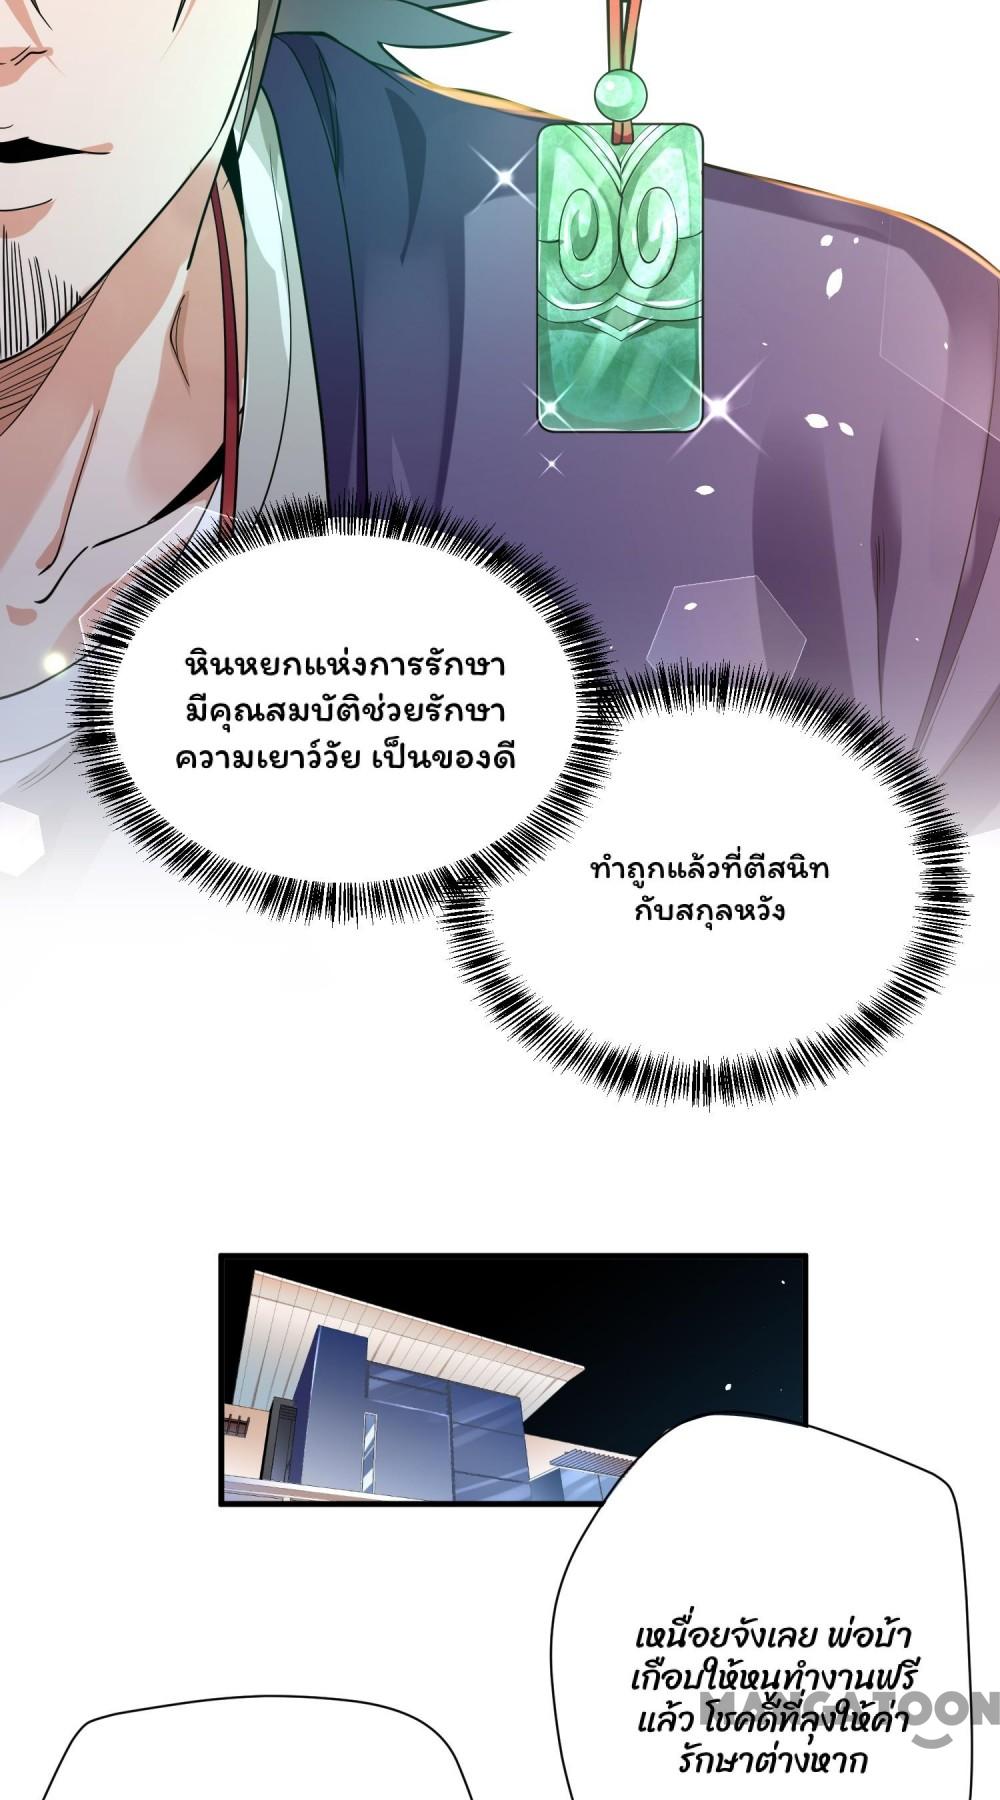 หินหยกแห่งการรักษา
มีคุณสมบัติช่วยรักษา
ความเยาว์วัย เป็นของดี
ทำถูกแล้วที่ตีสนิท
กับสกุลหวัง
เหนื่อยจังเลย พ่อบ้า
เกือบให้หนูทำงานฟรี
แล้ว โชคดีที่ลุงให้ค่า
รักษาต่างหาก
MANGATOON